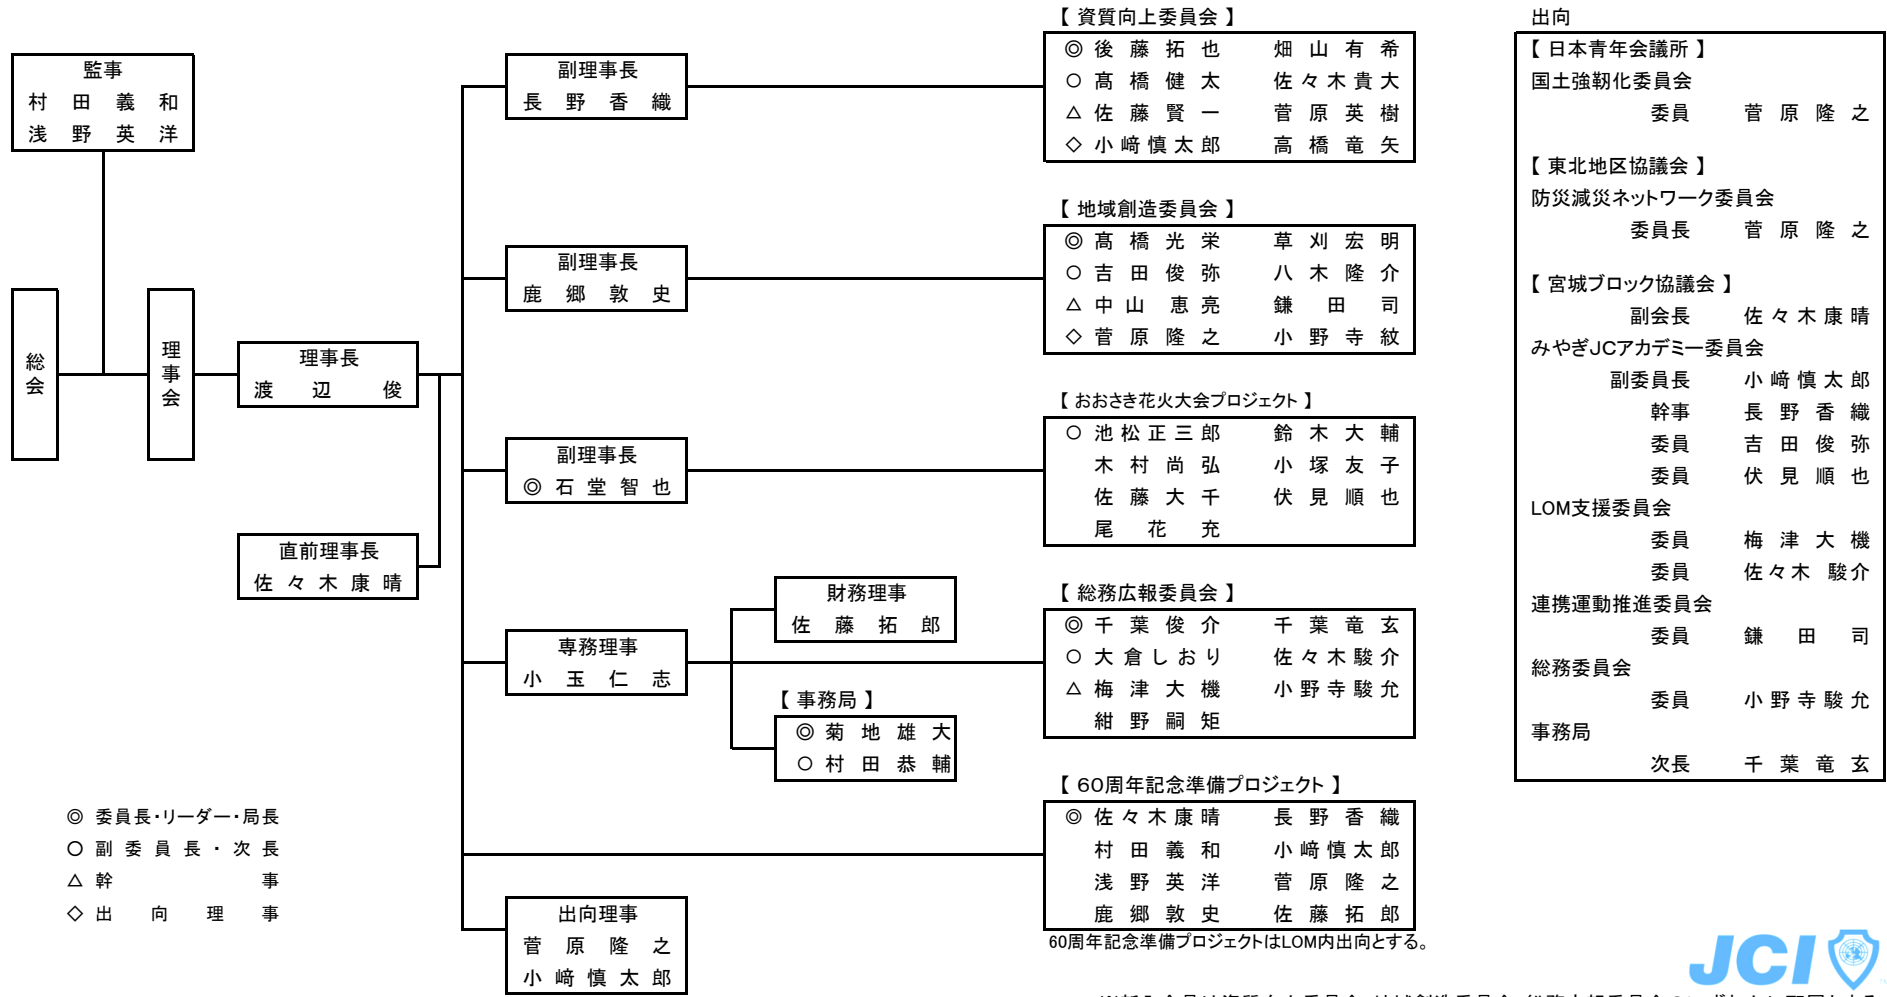 監事
村田義和
浅野英洋
総会
理事会
理事長
渡辺俊
直前理事長
佐々木康晴
副理事長
長野香織
副理事長
鹿郷敦史
副理事長
◎ 石堂智也
専務理事
小玉仁志
財務理事
佐藤拓郎
【 事務局 】
◎ 菊地雄大
○ 村田恭輔
出向理事
菅原隆之
小﨑慎太郎
【 資質向上委員会 】
◎ 後藤拓也 畑山有希
○ 髙橋健太 佐々木貴大
△ 佐藤賢一 菅原英樹
◇ 小﨑慎太郎 高橋竜矢
【 地域創造委員会 】
◎ 髙橋光栄 草刈宏明
○ 吉田俊弥 八木隆介
△ 中山恵亮 鎌田司
◇ 菅原隆之 小野寺紋
【 おおさき花火大会プロジェクト 】
○ 池松正三郎 鈴木大輔
木村尚弘 小塚友子
佐藤大千 伏見順也
尾花充
【 総務広報委員会 】
◎ 千葉俊介 千葉竜玄
○ 大倉しおり 佐々木駿介
△ 梅津大機 小野寺駿允
紺野嗣矩
【 60周年記念準備プロジェクト 】
◎ 佐々木康晴 長野香織
村田義和 小﨑慎太郎
浅野英洋 菅原隆之
鹿郷敦史 佐藤拓郎
60周年記念準備プロジェクトはLOM内出向とする。
◎ 委員長・リーダー・局長
○ 副委員長・次長
△ 幹事
◇ 出向理事
出向
【 日本青年会議所 】
国土強靭化委員会
委員 菅原隆之
【 東北地区協議会 】
防災減災ネットワーク委員会
委員長 菅原隆之
【 宮城ブロック協議会 】
副会長 佐々木康晴
みやぎJCアカデミー委員会
副委員長 小﨑慎太郎
幹事 長野香織
委員 吉田俊弥
委員 伏見順也
LOM支援委員会
委員 梅津大機
委員 佐々木 駿介
連携運動推進委員会
委員 鎌田司
総務委員会
委員 小野寺駿允
事務局
次長 千葉竜玄
JCI